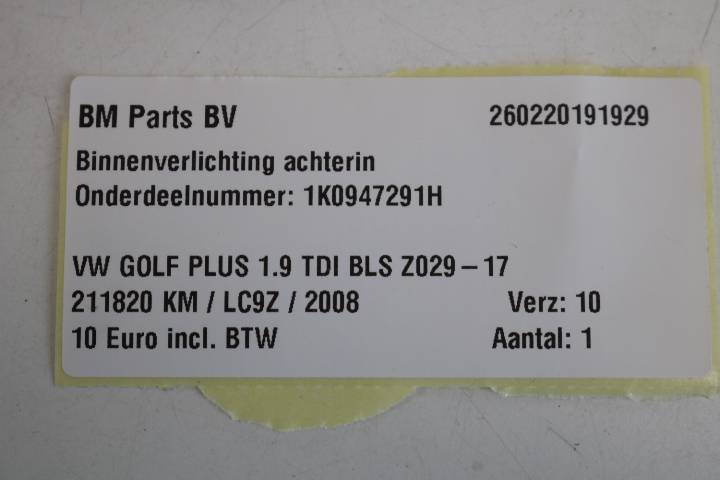 BM Parts BV 260220191929
Binnenverlichting achterin
Onderdeelnummer: 1K0947291H
VW GOLF PLUS 1.9 TDI BLS Z029 – 17
211820 KM / LC9Z / 2008 Verz: 10
10 Euro incl. BTW Aantal: 1